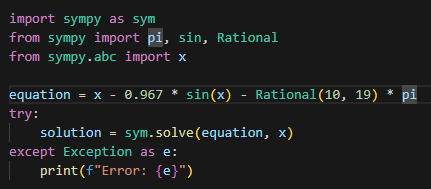 import sympy as sym
from sympy import pi, sin, Rational
from sympy.abc import x

equation = x - 0.967 * sin(x) - Rational(10, 19) * pi
try:
    solution = sym.solve(equation, x)
except Exception as e:
    print(f"Error: {e}")